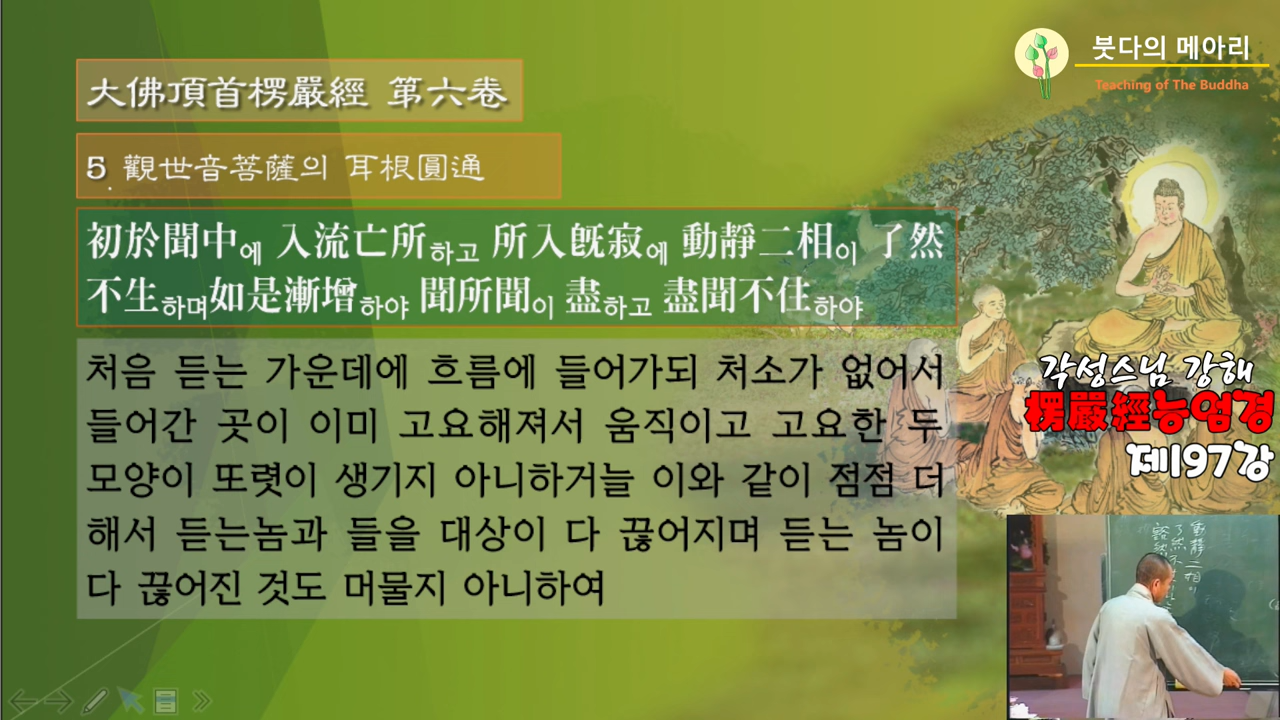 大佛頂首楞嚴經 第六卷
5. 觀世音菩薩의 耳根圓通
初於聞中에 入流亡所하고 所入旣寂에 動靜二相이 了然
不生하며如是漸增하야 聞所聞이 盡하고 盡聞不住하야
처음 듣는 가운데에 흐름에 들어가되 처소가 없어서
들어간 곳이 이미 고요해져서 움직이고 고요한 두
모양이 또렷이 생기지 아니하거늘 이와 같이 점점 더
해서 듣는놈과 들을 대상이 다 끊어지며 듣는 놈이
다 끊어진 것도 머물지 아니하여
붓다의 메아리
Teaching of The Buddha
각성스님 강해
楞嚴經능엄경
제197강
動靜二相이
了然不